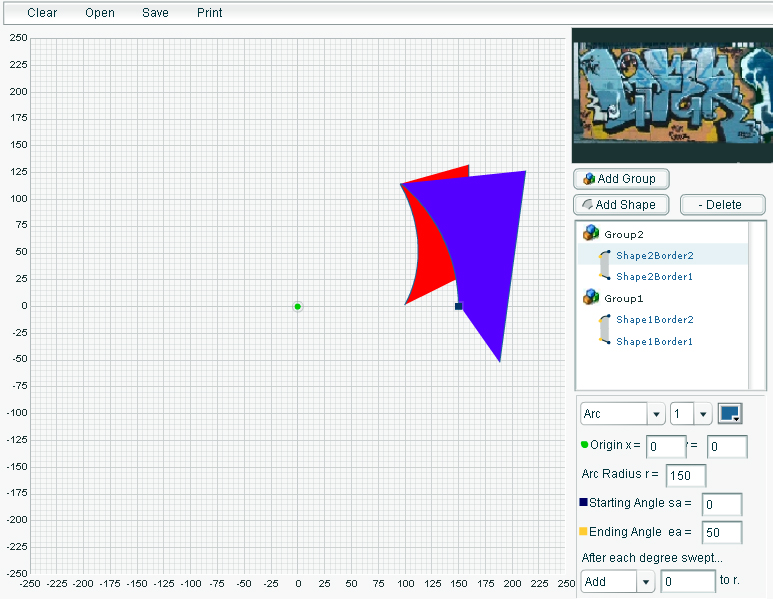 Clear Open Save Print
250
225
200
175
150
125
100
75
50
25
0
-25
-50
-75
-100
-125
-150
-175
-200
-225
-250
-250 -225 -200 -175 -150 -125 -100 -75 -50 -25 0 25 50 75 100 125 150 175 200 225 250
Add Group
Add Shape - Delete
Group2
Shape2Border2
Shape2Border1
Group1
Shape1Border2
Shape1Border1
Arc 1
Origin x = 0 = 0
Arc Radius r = 150
Starting Angle sa = 0
Ending Angle ea = 50
After each degree swept...
Add 0 to r.